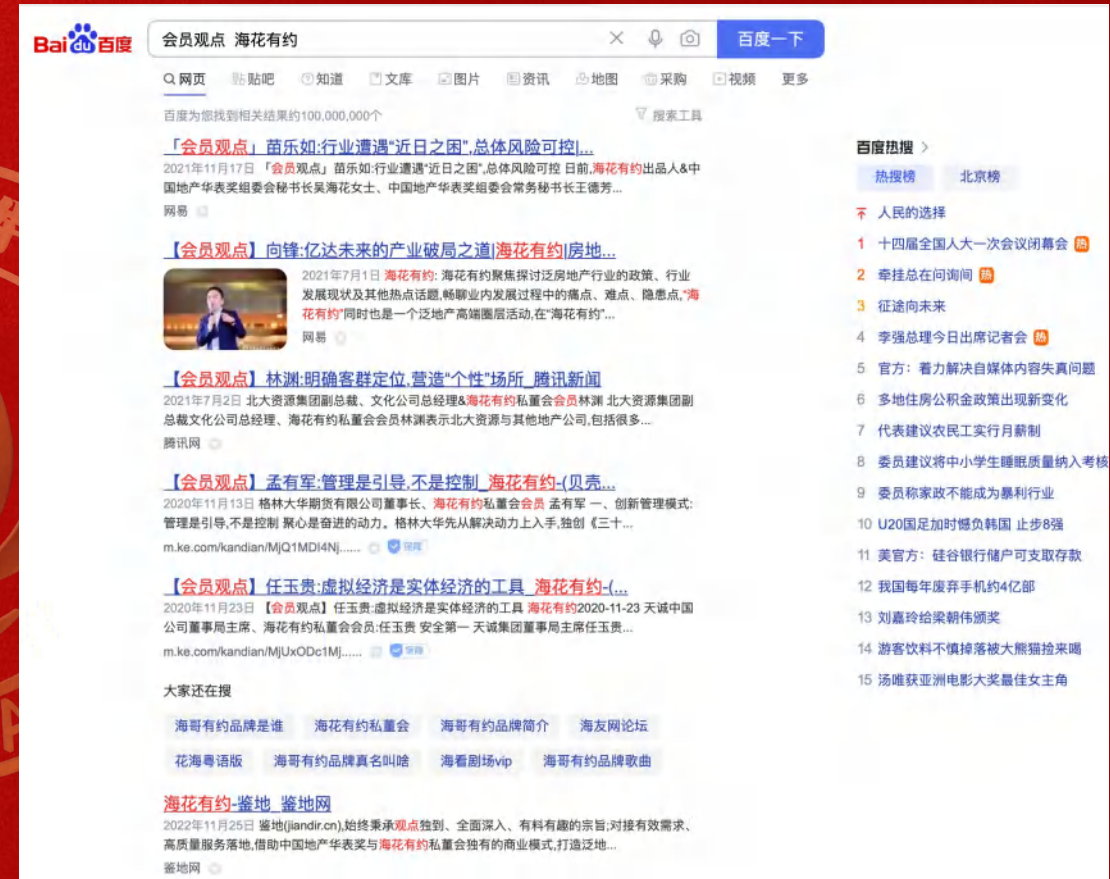 Bai du 百度
会员观点 海花有约
百度一下
网页 贴吧 知道 文库 图片 资讯 地图 采购 视频 更多
百度为您找到相关结果约100,000,000个
搜索工具
「会员观点」苗乐如:行业遭遇“近日之困”,总体风险可控|...
2021年11月17日 「会员观点」苗乐如:行业遭遇“近日之困”,总体风险可控 日前,海花有约出品人&中
国地产华表奖组委会秘书长吴海花女士、中国地产华表奖组委会常务秘书长王德芳...
网易
【会员观点】向锋:亿达未来的产业破局之道|海花有约|房地...
2021年7月1日 海花有约: 海花有约聚焦探讨泛房地产行业的政策、行业
发展现状及其他热点话题,畅聊业内发展过程中的痛点、难点、隐患点,“海
花有约”同时也是一个泛地产高端圈层活动,在“海花有约”...
网易
【会员观点】林渊:明确客群定位,营造“个性”场所_腾讯新闻
2021年7月2日 北大资源集团副总裁、文化公司总经理&海花有约私董会会员林渊 北大资源集团副
总裁文化公司总经理、海花有约私董会会员林渊表示北大资源与其他地产公司,包括很多...
腾讯网
【会员观点】孟有军:管理是引导,不是控制_海花有约-(贝壳...
2020年11月13日 格林大华期货有限公司董事长、海花有约私董会会员 孟有军 一、创新管理模式:
管理是引导,不是控制 聚心是奋进的动力。格林大华先从解决动力上入手,独创《三十...
m.ke.com/kandian/MjQ1MDI4Nj...... 保障
【会员观点】任玉贵:虚拟经济是实体经济的工具_海花有约-(...
2020年11月23日 【会员观点】任玉贵:虚拟经济是实体经济的工具 海花有约2020-11-23 天诚中国
公司董事局主席、海花有约私董会会员:任玉贵 安全第一 天诚集团董事局主席任玉贵...
m.ke.com/kandian/MjUxODc1Mj...... 保障
大家还在搜
海哥有约品牌是谁 海花有约私董会 海哥有约品牌简介 海友网论坛
花海粤语版 海哥有约品牌真名叫啥 海看剧场vip 海哥有约品牌歌曲
海花有约-鉴地_鉴地网
2022年11月25日 鉴地(jiandir.cn),始终秉承观点独到、全面深入、有料有趣的宗旨;对接有效需求、
高质量服务落地,借助中国地产华表奖与海花有约私董会独有的商业模式,打造泛地...
鉴地网
百度热搜
热搜榜 北京榜
人民的选择
1 十四届全国人大一次会议闭幕会 热
2 牵挂总在问询间 热
3 征途向未来
4 李强总理今日出席记者会 热
5 官方：着力解决自媒体内容失真问题
6 多地住房公积金政策出现新变化
7 代表建议农民工实行月薪制
8 委员建议将中小学生睡眠质量纳入考核
9 委员称家政不能成为暴利行业
10 U20国足加时憾负韩国 止步8强
11 美官方：硅谷银行储户可支取存款
12 我国每年废弃手机约4亿部
13 刘嘉玲给梁朝伟颁奖
14 游客饮料不慎掉落被大熊猫捡来喝
15 汤唯获亚洲电影大奖最佳女主角